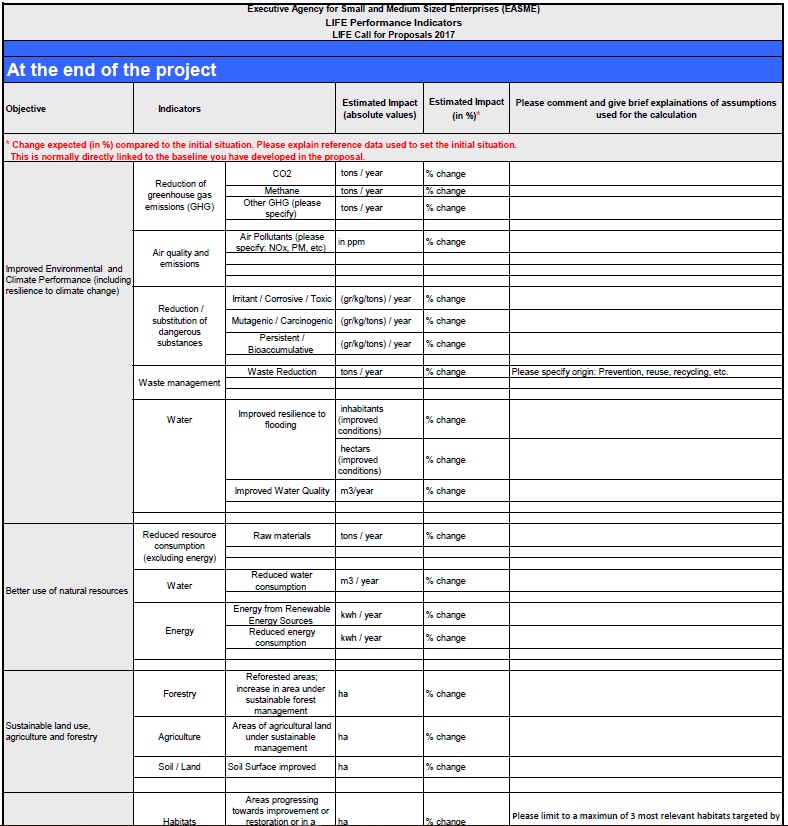 Executive Agency for Small and Medium Sized Enterprises (EASME)
LIFE Performance Indicators
LIFE Call for Proposals 2017
At the end of the project
Objective
Indicators
Estimated Impact
(absolute values)
Estimated Impact
(in %)*
Please comment and give brief explainations of assumptions
used for the calculation
* Change expected (in %) compared to the initial situation. Please explain reference data used to set the initial situation.
This is normally directly linked to the baseline you have developed in the proposal.
Improved Environmental and
Climate Performance (including
resilience to climate change)
Reduction of
greenhouse gas
emissions (GHG)
CO2
tons / year
% change
Methane
tons / year
% change
Other GHG (please
specify)
tons / year
% change
Air quality and
emissions
Air Pollutants (please
specify: NOx, PM, etc)
in ppm
% change
Reduction /
substitution of
dangerous
substances
Irritant / Corrosive / Toxic
(gr/kg/tons) / year
% change
Mutagenic / Carcinogenic
(gr/kg/tons) / year
% change
Persistent /
Bioaccumulative
(gr/kg/tons) / year
% change
Waste management
Waste Reduction
tons / year
% change
Please specify origin: Prevention, reuse, recycling, etc.
Water
Improved resilience to
flooding
inhabitants
(improved
conditions)
% change
hectars
(improved
conditions)
% change
Improved Water Quality
m3/year
% change
Better use of natural resources
Reduced resource
consumption
(excluding energy)
Raw materials
tons / year
% change
Water
Reduced water
consumption
m3 / year
% change
Energy
Energy from Renewable
Energy Sources
kwh / year
% change
Reduced energy
consumption
kwh / year
% change
Sustainable land use,
agriculture and forestry
Forestry
Reforested areas;
increase in area under
sustainable forest
management
ha
% change
Agriculture
Areas of agricultural land
under sustainable
management
ha
% change
Soil / Land
Soil Surface improved
ha
% change
Habitats
Areas progressing
towards improvement or
restoration or in a
ha
% change
Please limit to a maximun of 3 most relevant habitats targeted by